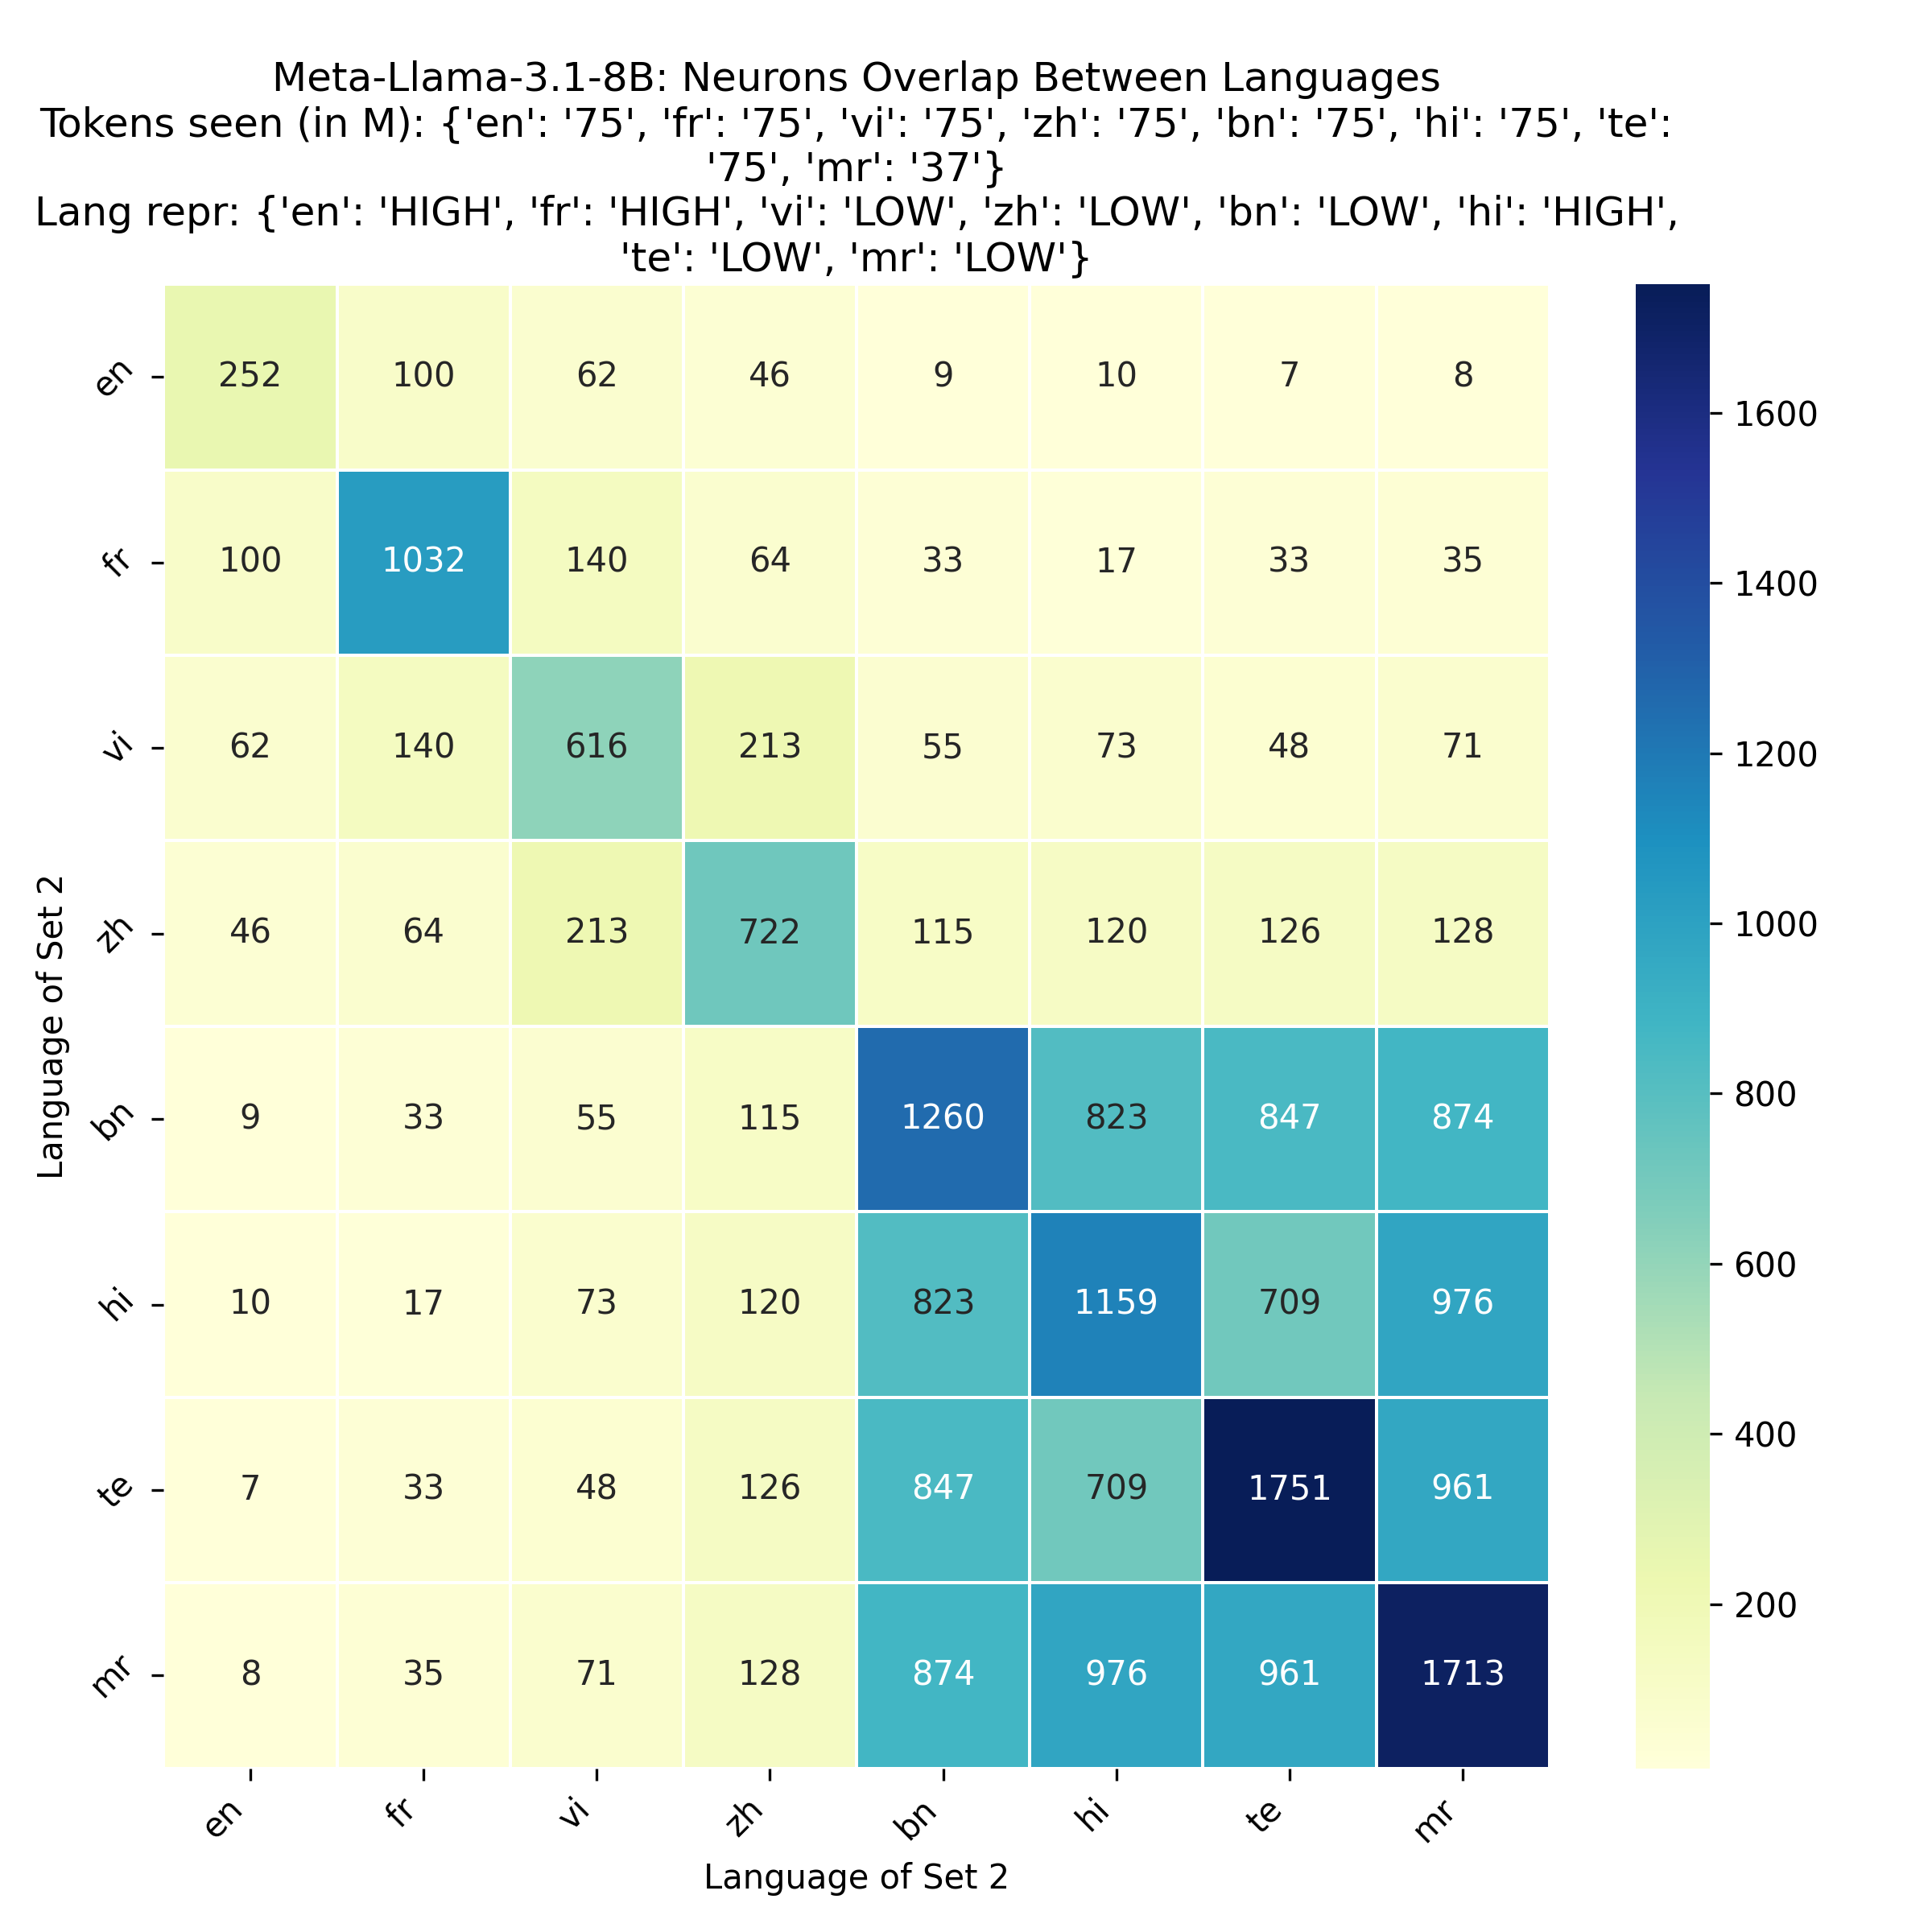 Meta-Llama-3.1-8B: Neurons Overlap Between Languages
Tokens seen (in M): {'en': '75', 'fr': '75', 'vi': '75', 'zh': '75', 'bn': '75', 'hi': '75', 'te':
'75', 'mr': '37'}
Lang repr: {'en': 'HIGH', 'fr': 'HIGH', 'vi': 'LOW', 'zh': 'LOW', 'bn': 'LOW', 'hi': 'HIGH',
'te': 'LOW', 'mr': 'LOW'}
en 252 100 62 46 9 10 7 8
fr 100 1032 140 64 33 17 33 35
vi 62 140 616 213 55 73 48 71
zh 46 64 213 722 115 120 126 128
bn 9 33 55 115 1260 823 847 874
hi 10 17 73 120 823 1159 709 976
te 7 33 48 126 847 709 1751 961
mr 8 35 71 128 874 976 961 1713
en fr vi zh bn hi te mr
Language of Set 2
Language of Set 2
1600
1400
1200
1000
800
600
400
200